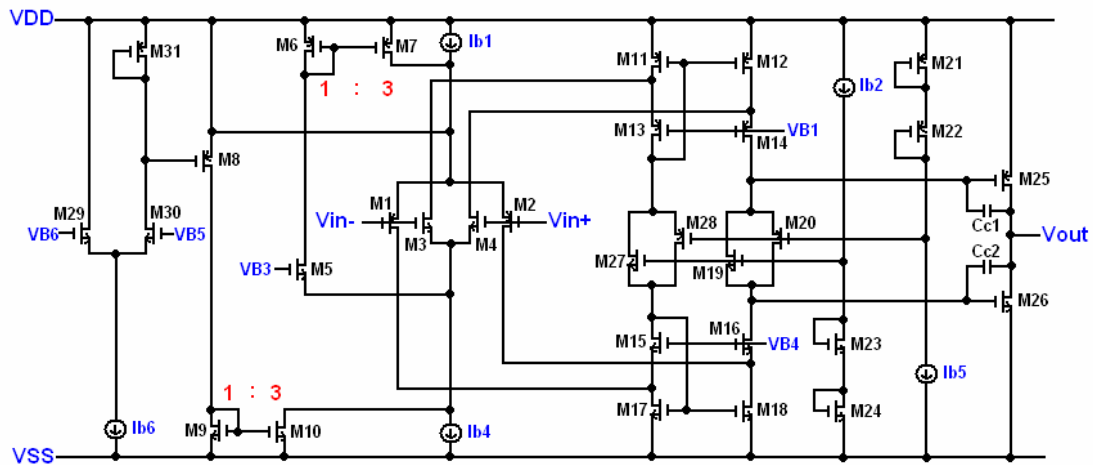 VDD
M31
M6
M7
Ib1
M11
M12
M21
1 : 3
Ib2
M13
VB1
M14
M22
M8
M25
M29
M30
M1
M2
M28
M20
Cc1
VB6
VB5
Vin-
Vin+
Vout
M3
M4
M27
M19
Cc2
VB3
M5
M26
M15
M16
VB4
M23
Ib5
1 : 3
M17
M18
M24
M9
M10
Ib6
Ib4
VSS